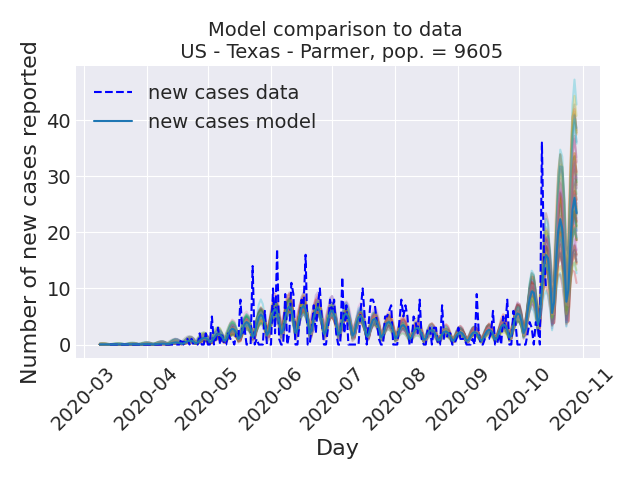 Model comparison to data
US - Texas - Parmer, pop. = 9605
Number of new cases reported
40
30
20
10
0
new cases data
new cases model
2020-03
2020-04
2020-05
2020-06
2020-07
2020-08
2020-09
2020-10
2020-11
Day